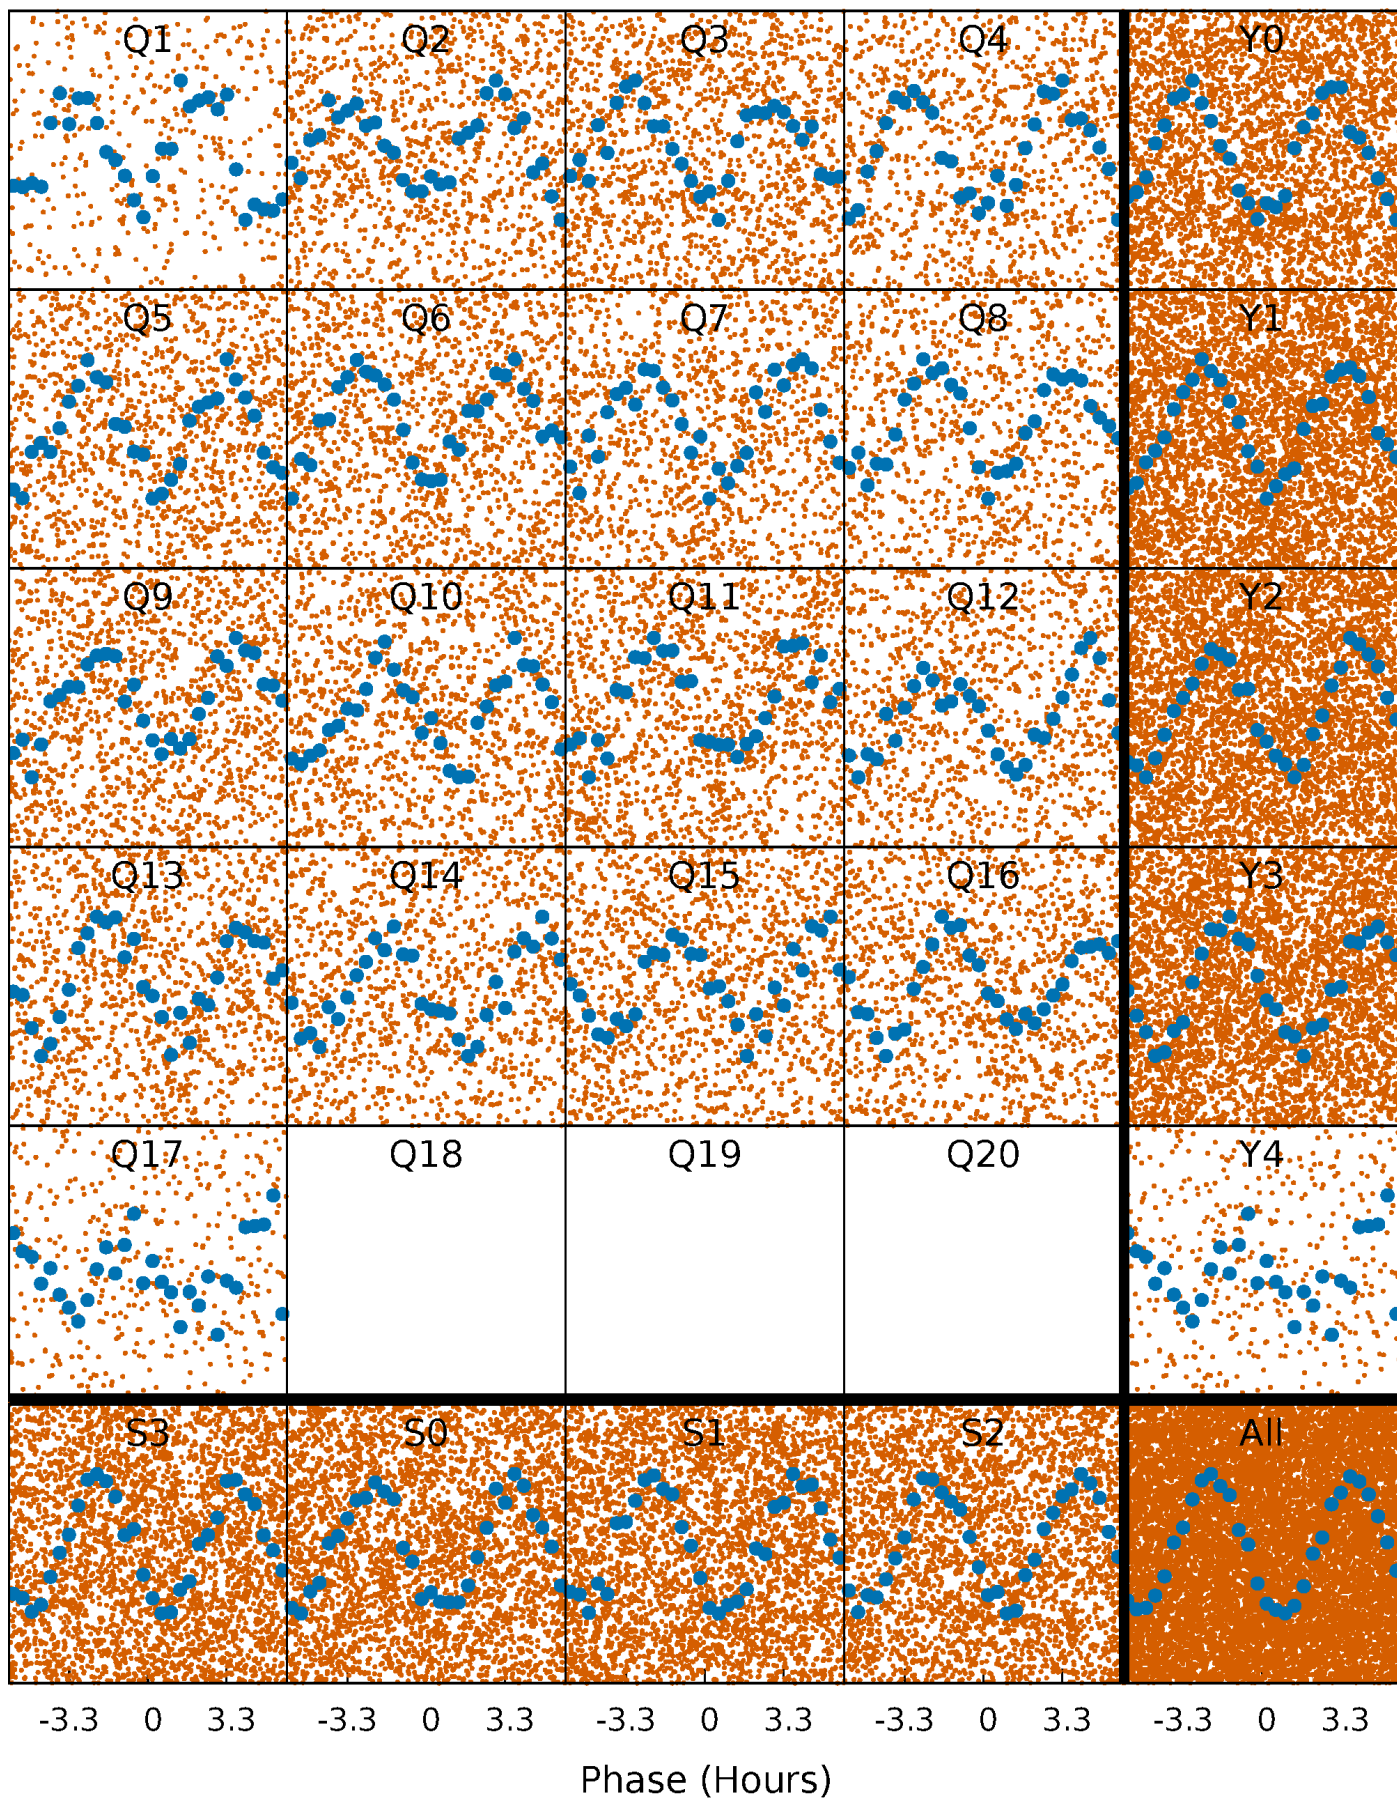 Q1 Q2 Q3 Q4 Y0
Q5 Q6 Q7 Q8 Y1
Q9 Q10 Q11 Q12 Y2
Q13 Q14 Q15 Q16 Y3
Q17 Q18 Q19 Q20 Y4
S3 S0 S1 S2 All
-3.3 0 3.3 -3.3 0 3.3 -3.3 0 3.3 -3.3 0 3.3 -3.3 0 3.3
Phase (Hours)